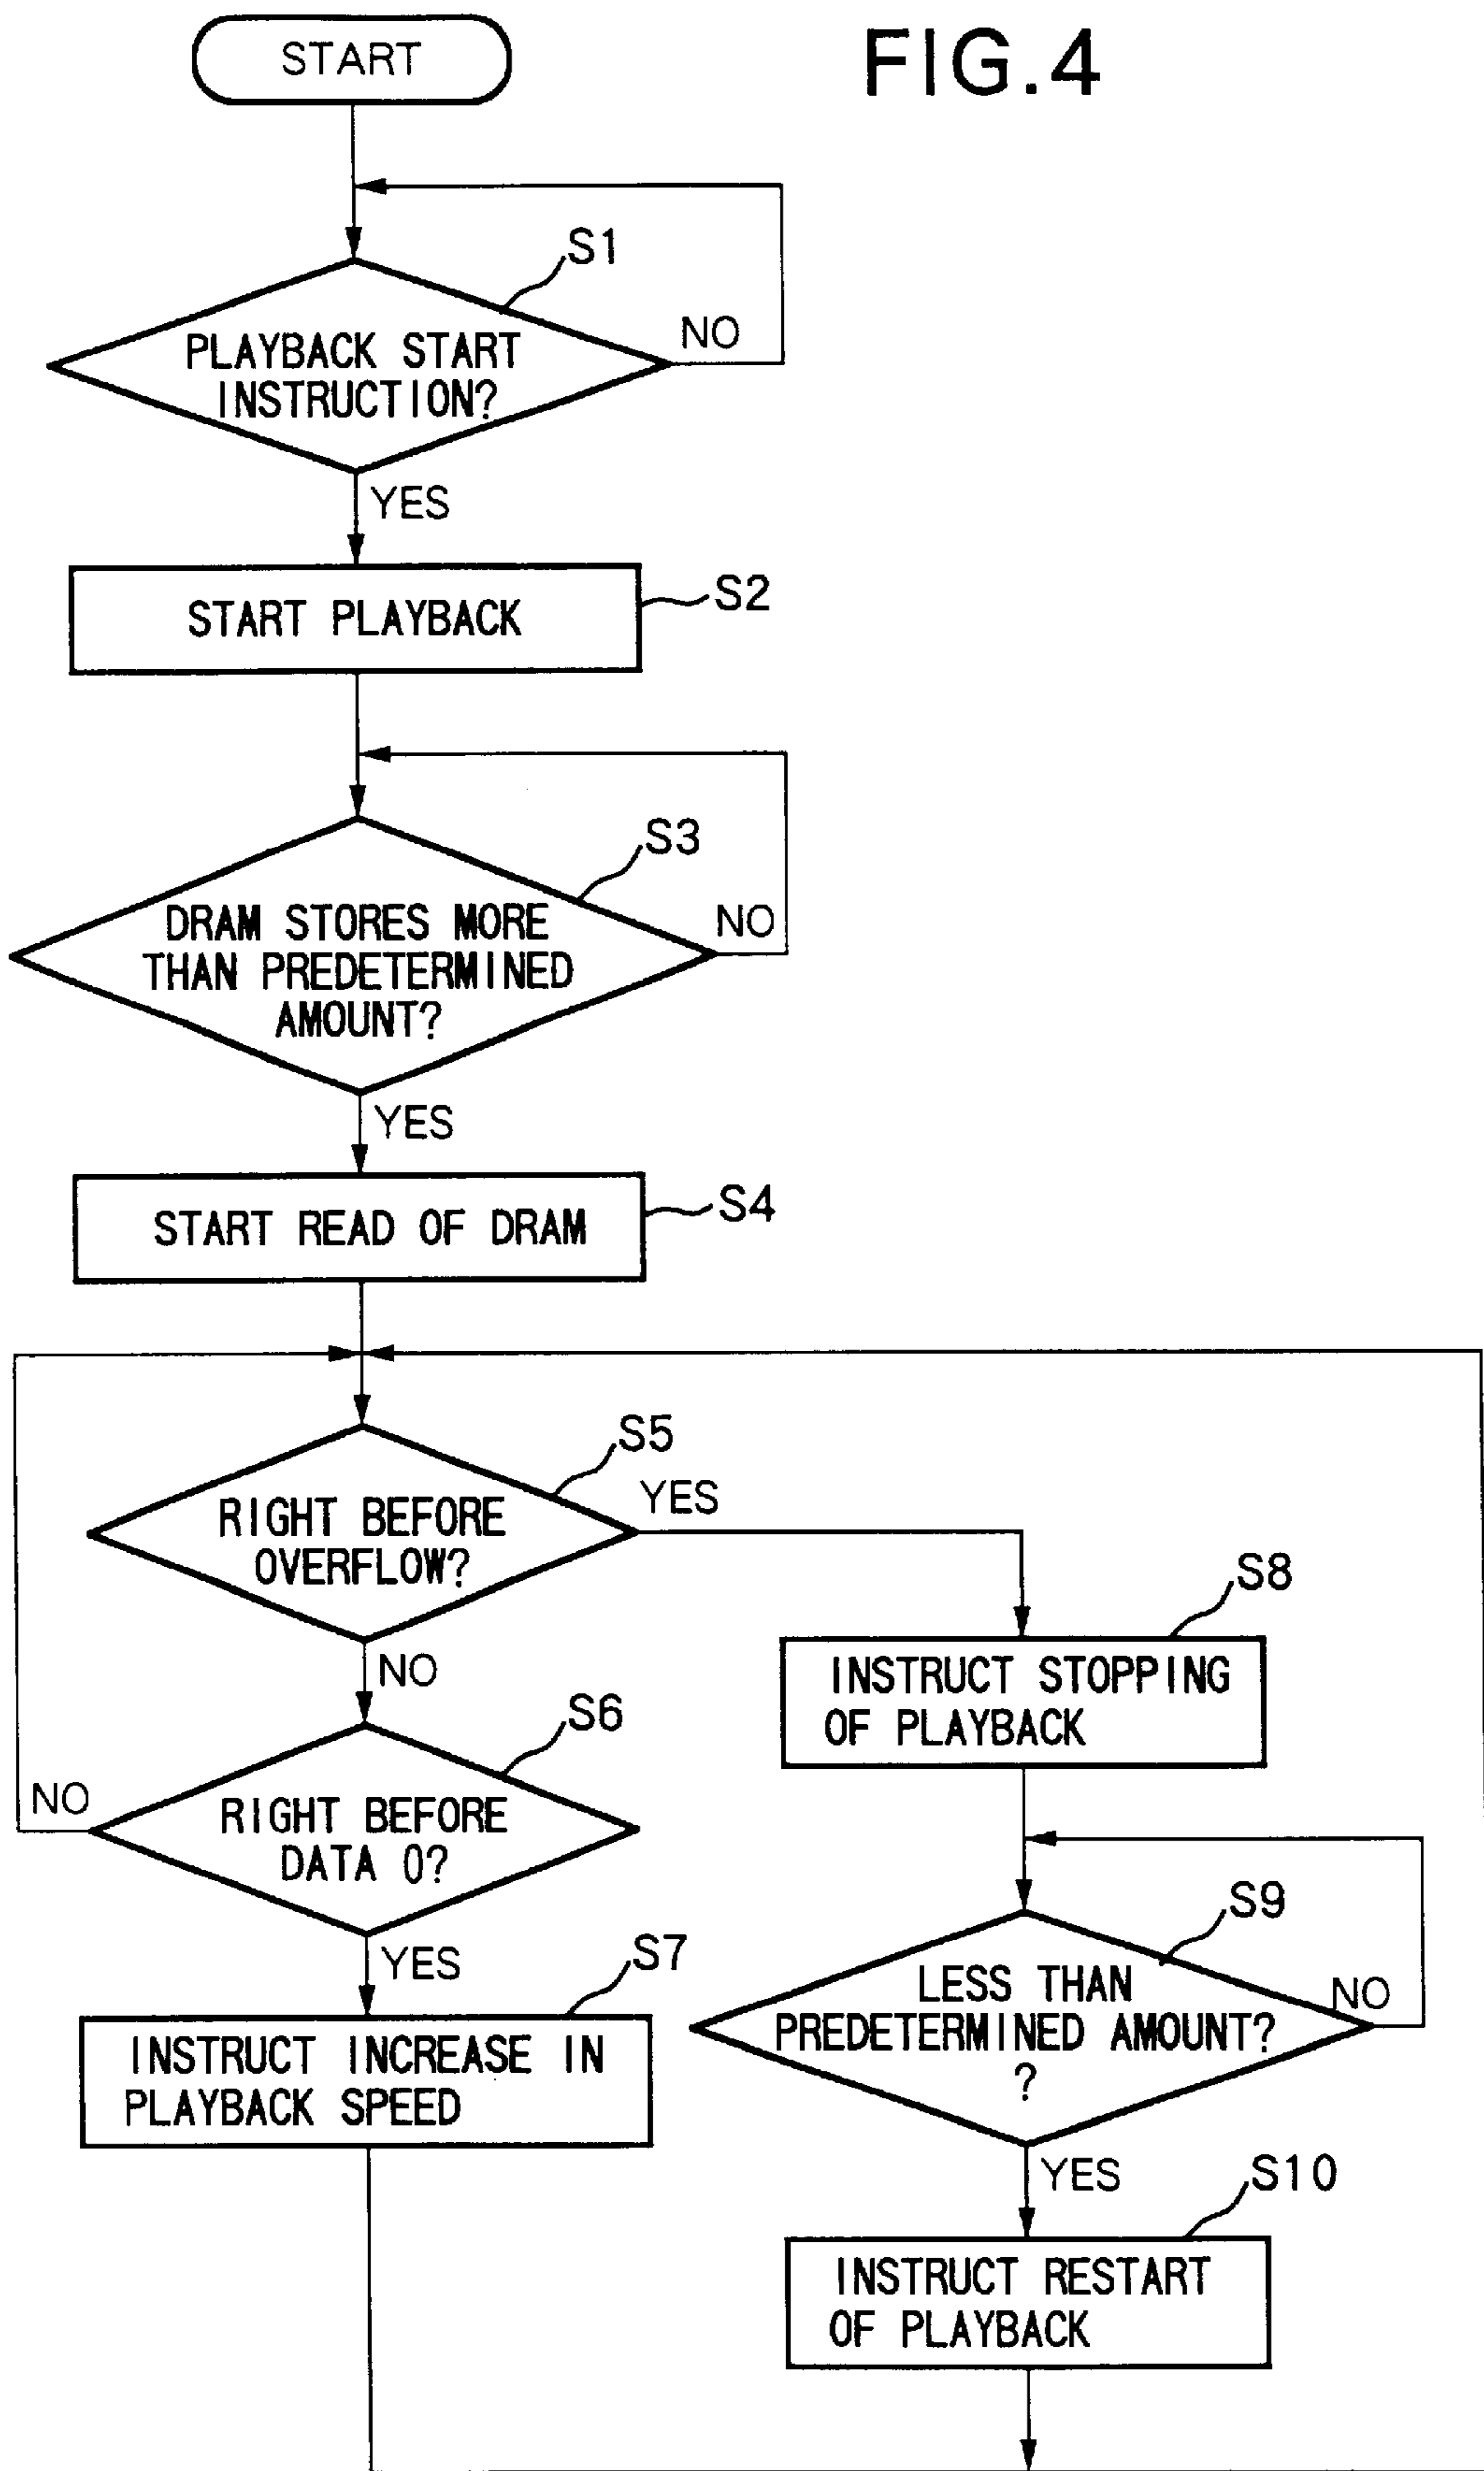 START
FIG.4
S1
PLAYBACK START
INSTRUCTION?
NO
YES
START PLAYBACK
S2
S3
DRAM STORES MORE
THAN PREDETERMINED
AMOUNT?
NO
YES
START READ OF DRAM
S4
S5
RIGHT BEFORE
OVERFLOW?
YES
NO
S6
RIGHT BEFORE
DATA 0?
NO
YES
S7
INSTRUCT INCREASE IN
PLAYBACK SPEED
S8
INSTRUCT STOPPING
OF PLAYBACK
S9
LESS THAN
PREDETERMINED AMOUNT?
?
NO
YES
S10
INSTRUCT RESTART
OF PLAYBACK